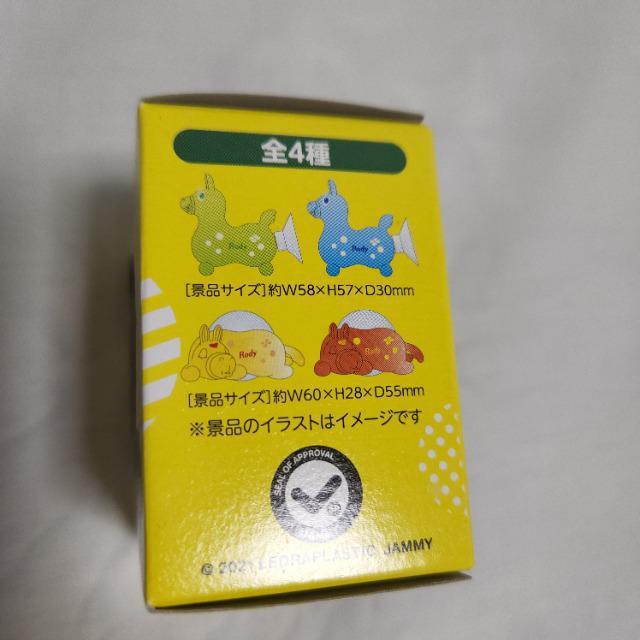 全4種
Rody
Rody
[景品サイズ]約W58×H57×D30mm
Rody
Rody
[景品サイズ]約W60×H28×D55mm
※景品のイラストはイメージです
SEAL OF APPROVAL
© 2021 LEDRAPLASTIC JAMMY